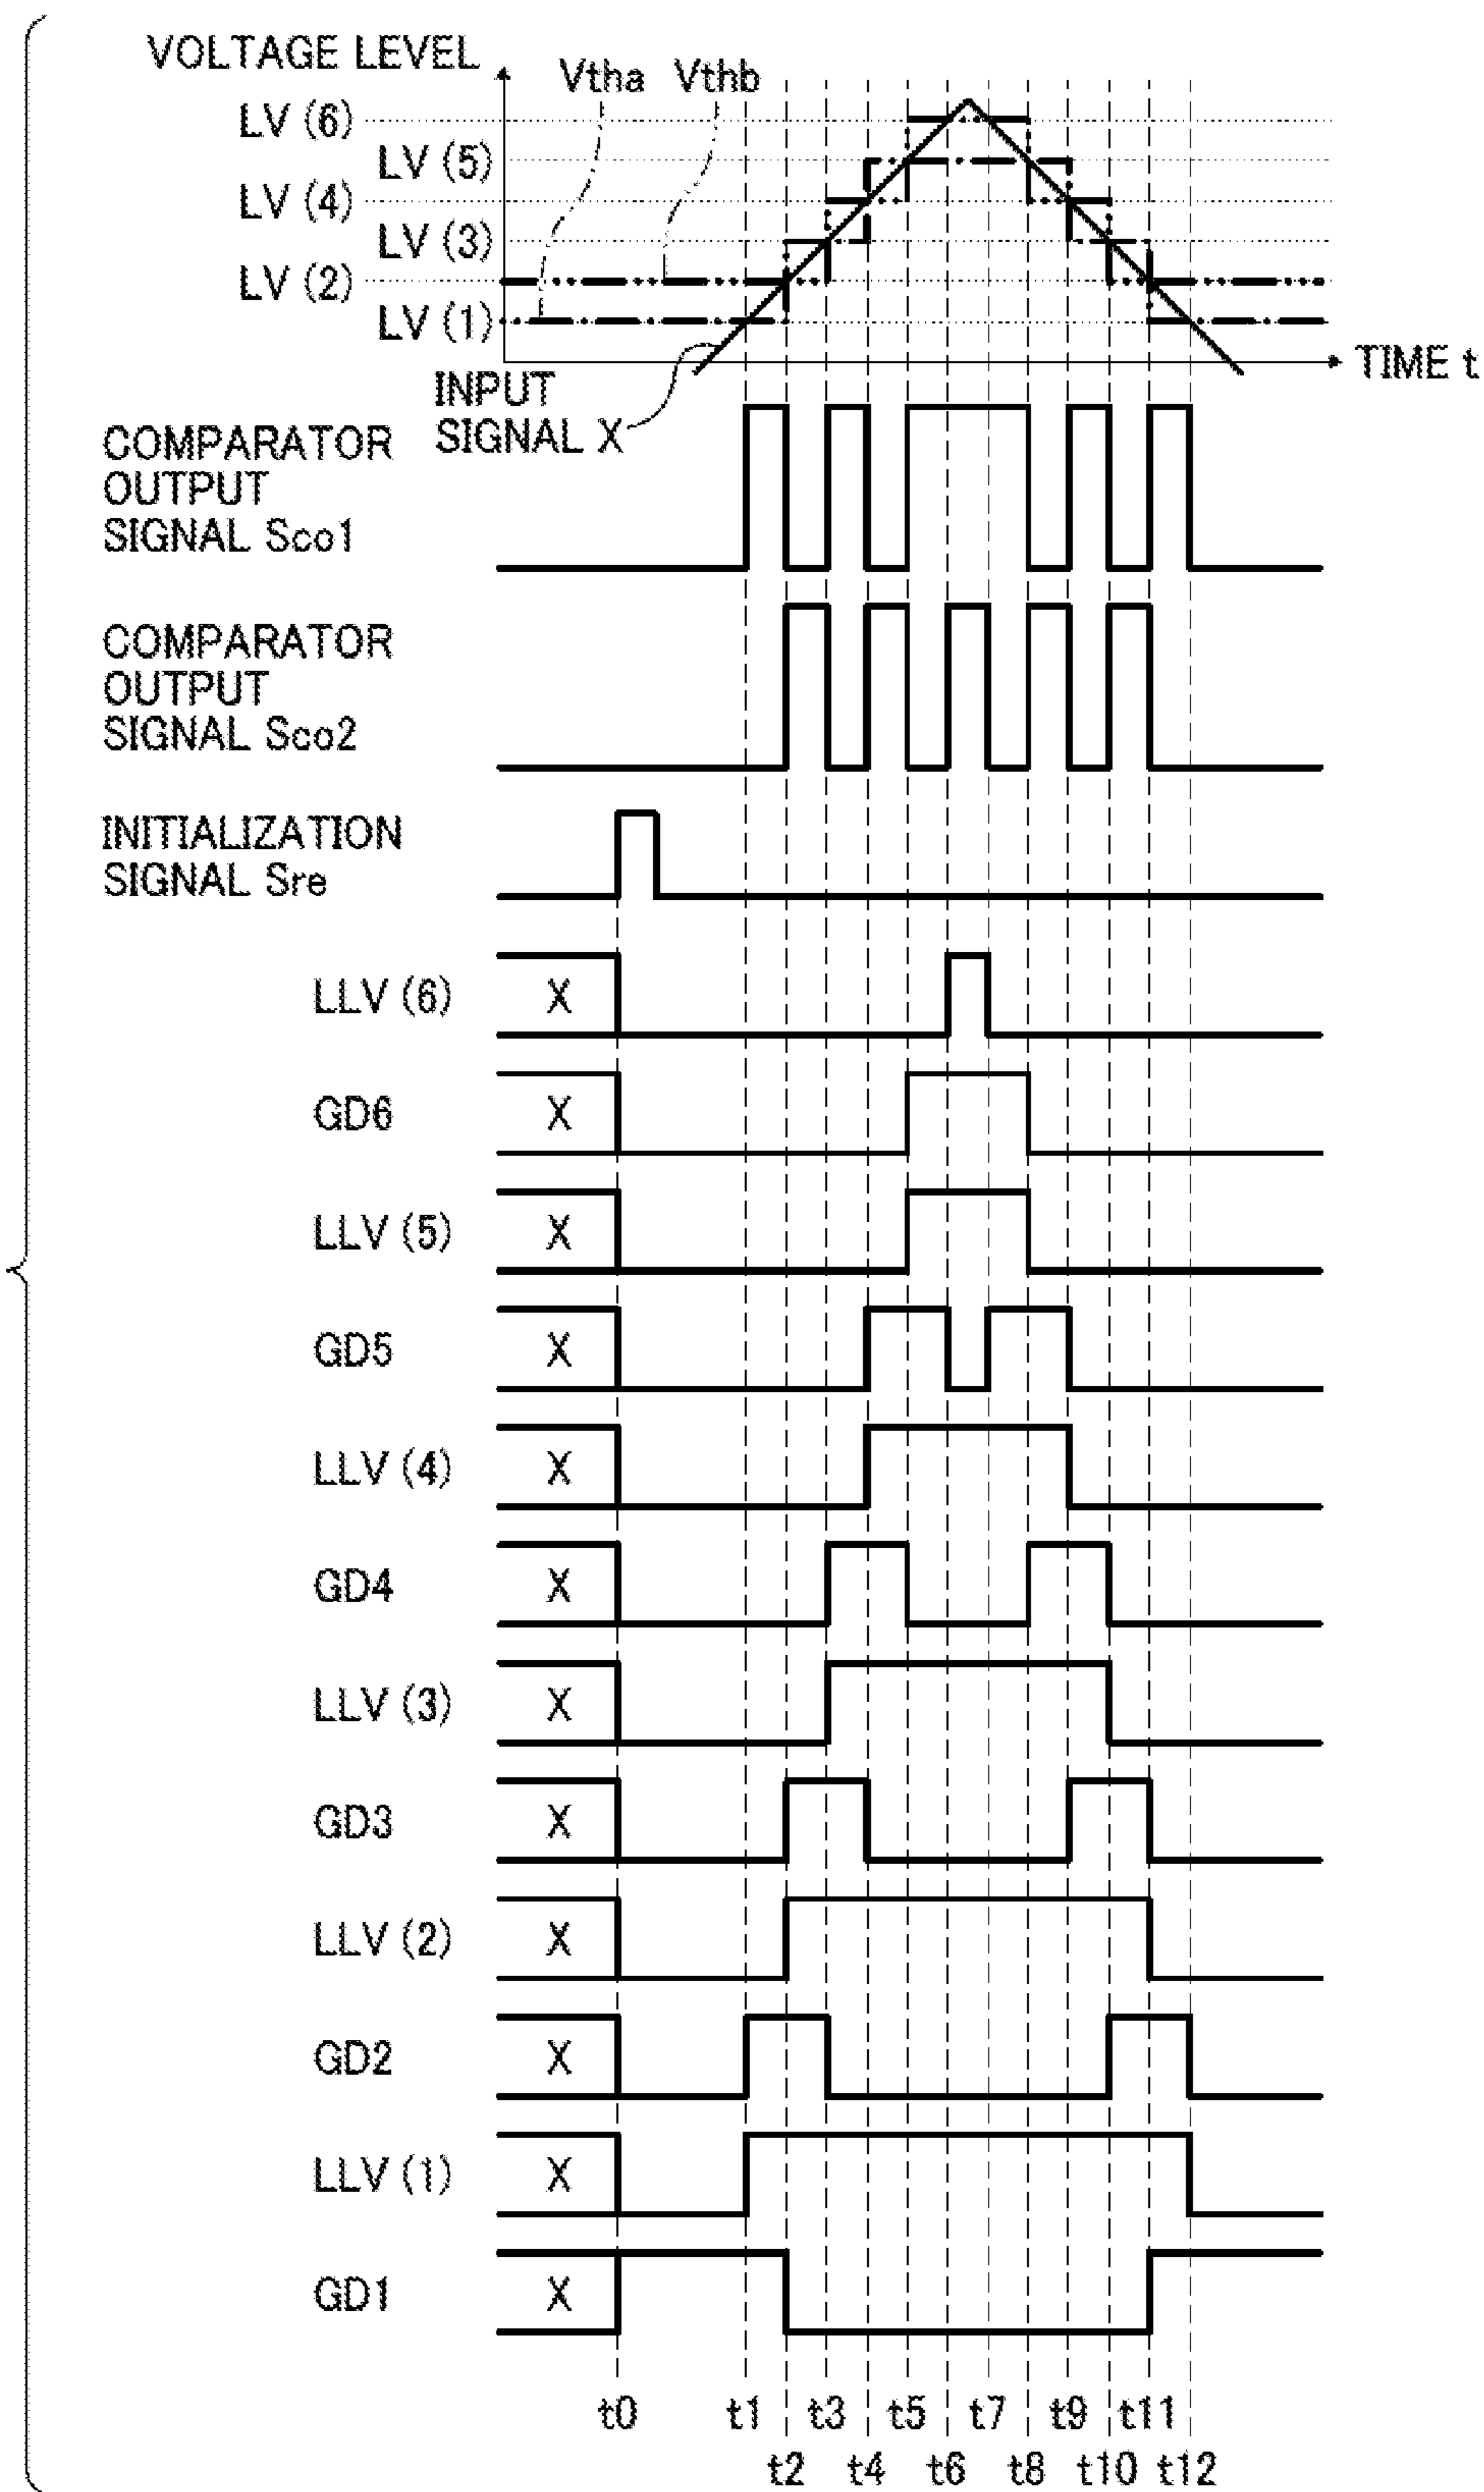 VOLTAGE LEVEL
Vtha
Vthb
LV (6)
LV (5)
LV (4)
LV (3)
LV (2)
LV (1)
TIME t
INPUT
SIGNAL X
COMPARATOR
OUTPUT
SIGNAL Sco1
COMPARATOR
OUTPUT
SIGNAL Sco2
INITIALIZATION
SIGNAL Sre
LLV (6) X
GD6 X
LLV (5) X
GD5 X
LLV (4) X
GD4 X
LLV (3) X
GD3 X
LLV (2) X
GD2 X
LLV (1) X
GD1 X
t0 t1 t3 t5 t7 t9 t11
t2 t4 t6 t8 t10 t12